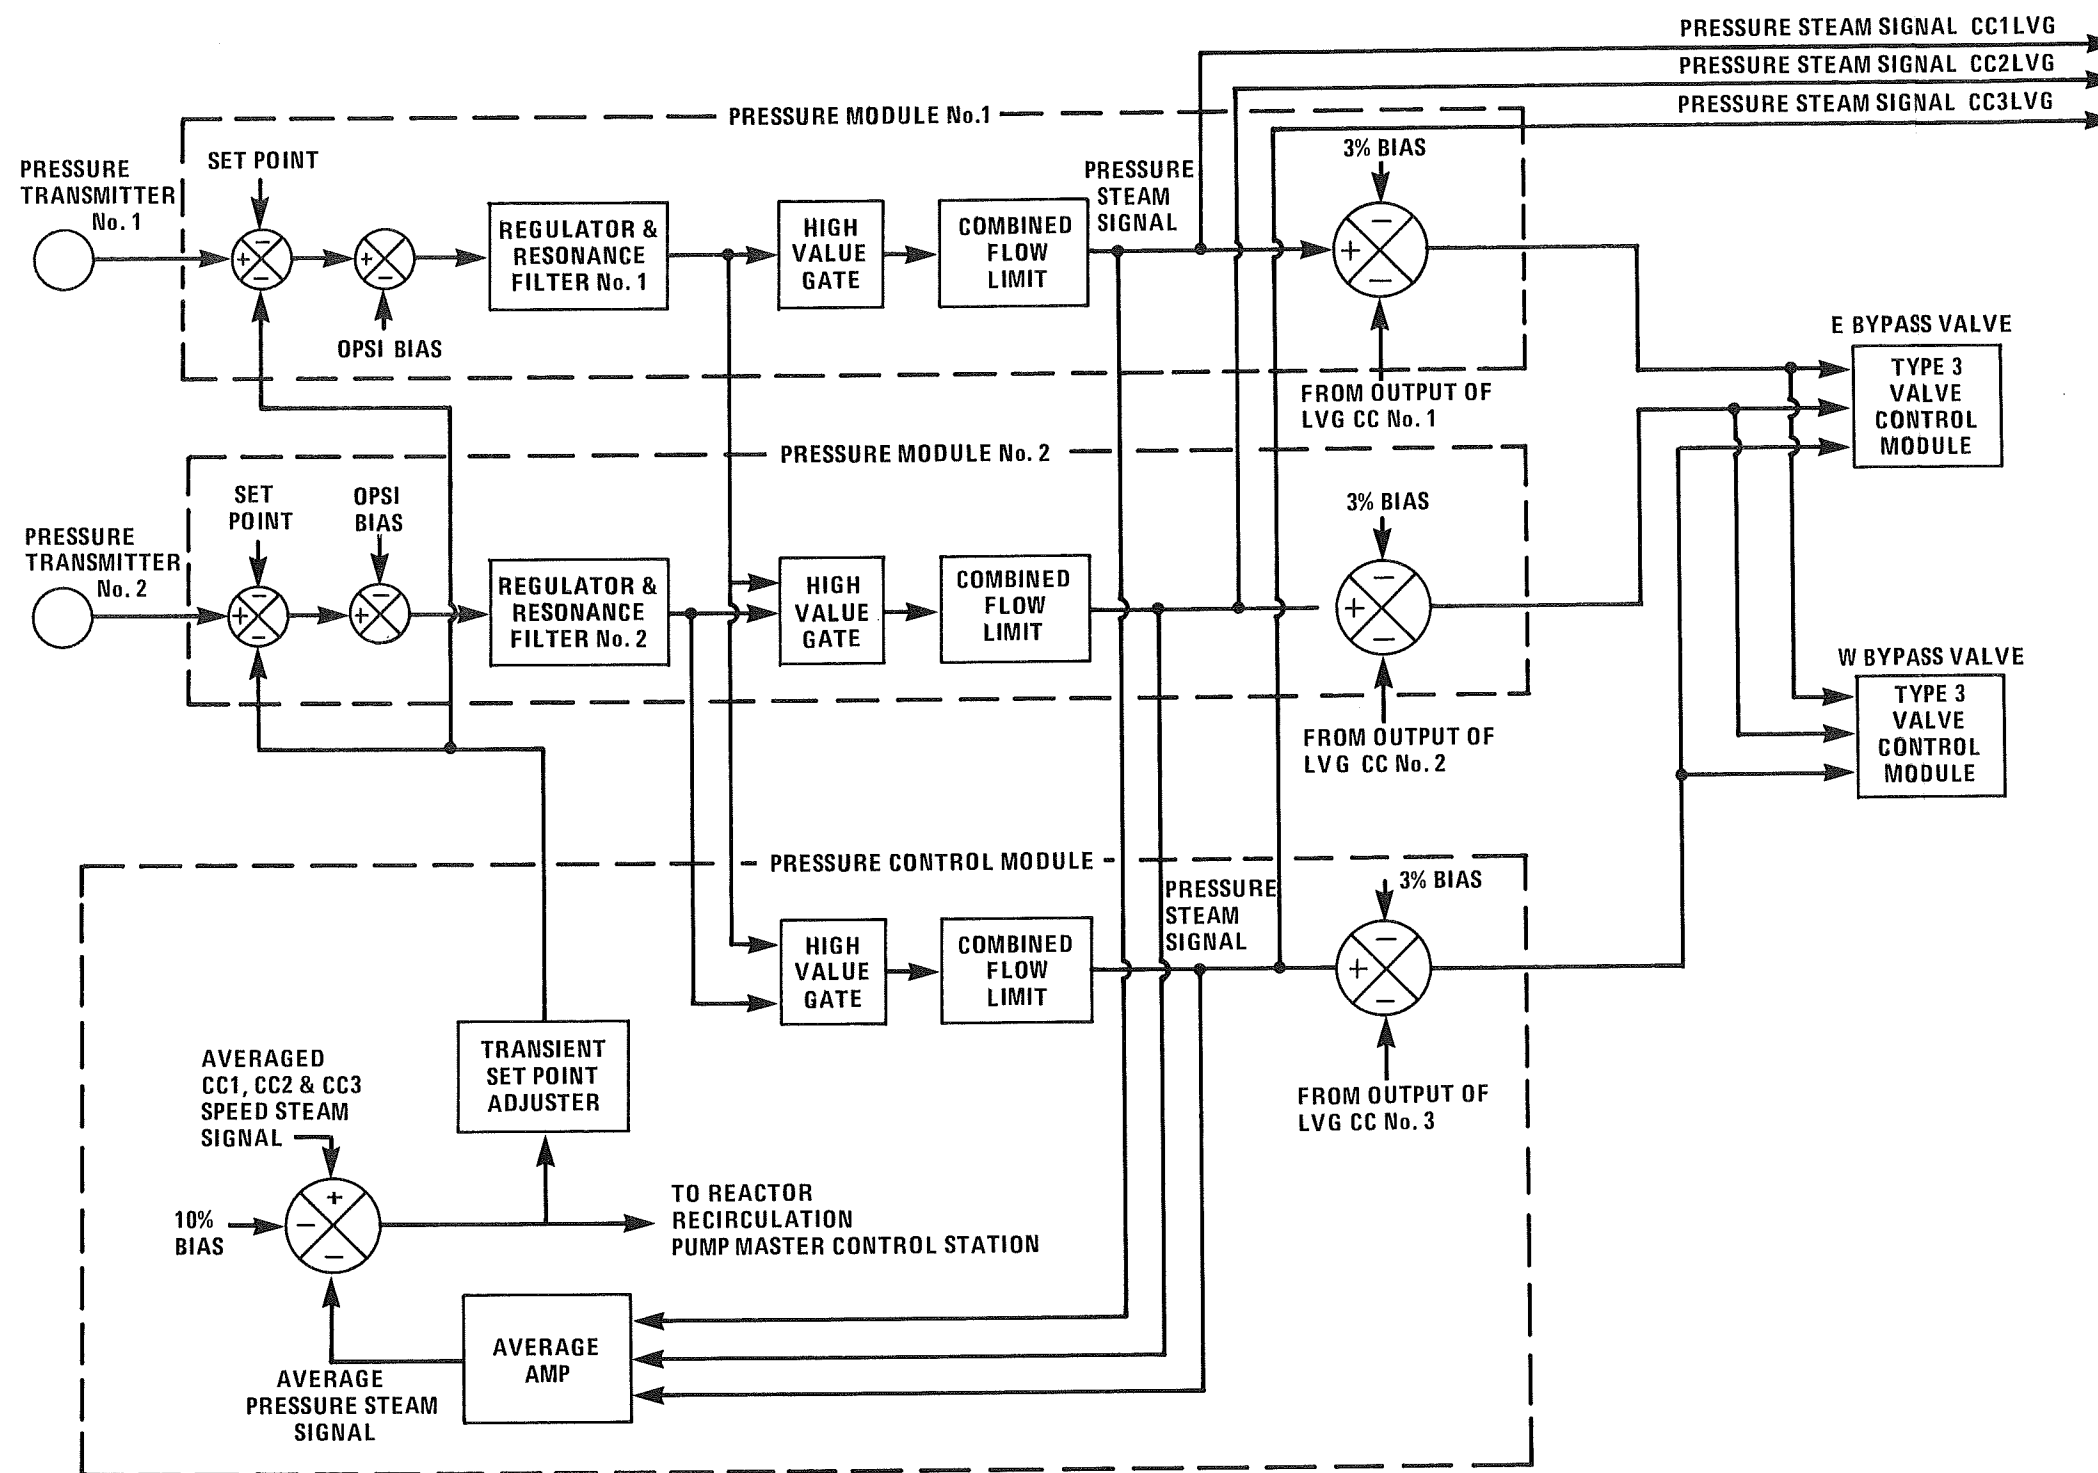 PRESSURE STEAM SIGNAL CC1LVG
PRESSURE STEAM SIGNAL CC2LVG
PRESSURE STEAM SIGNAL CC3LVG
PRESSURE MODULE No.1
PRESSURE
TRANSMITTER
No. 1
SET POINT
+
−
−
+
−
OPSI BIAS
REGULATOR &
RESONANCE
FILTER No. 1
HIGH
VALUE
GATE
COMBINED
FLOW
LIMIT
PRESSURE
STEAM
SIGNAL
3% BIAS
−
+
−
FROM OUTPUT OF
LVG CC No. 1
E BYPASS VALVE
TYPE 3
VALVE
CONTROL
MODULE
PRESSURE MODULE No. 2
PRESSURE
TRANSMITTER
No. 2
SET
POINT
−
+
−
OPSI
BIAS
−
+
REGULATOR &
RESONANCE
FILTER No. 2
HIGH
VALUE
GATE
COMBINED
FLOW
LIMIT
3% BIAS
−
+
−
FROM OUTPUT OF
LVG CC No. 2
W BYPASS VALVE
TYPE 3
VALVE
CONTROL
MODULE
PRESSURE CONTROL MODULE
HIGH
VALUE
GATE
COMBINED
FLOW
LIMIT
PRESSURE
STEAM
SIGNAL
3% BIAS
−
+
−
FROM OUTPUT OF
LVG CC No. 3
TRANSIENT
SET POINT
ADJUSTER
AVERAGED
CC1, CC2 & CC3
SPEED STEAM
SIGNAL
10%
BIAS
+
−
−
TO REACTOR
RECIRCULATION
PUMP MASTER CONTROL STATION
AVERAGE
AMP
AVERAGE
PRESSURE STEAM
SIGNAL